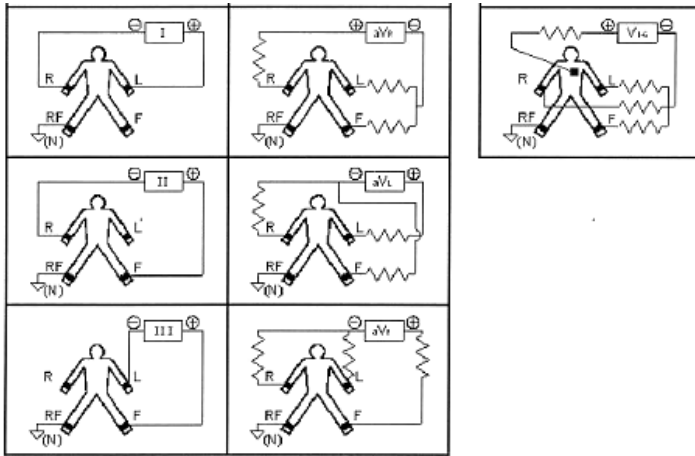 ⊖ I ⊕
R L
RF F
(N)
⊕ aVR ⊖
R L
RF F
(N)
⊕ V1-6 ⊖
R L
RF F
(N)
⊖ II ⊕
R L'
RF F
(N)
⊖ aVL ⊕
R L
RF F
(N)
⊖ III ⊕
R L
RF F
(N)
⊖ aVF ⊕
R L
RF F
(N)